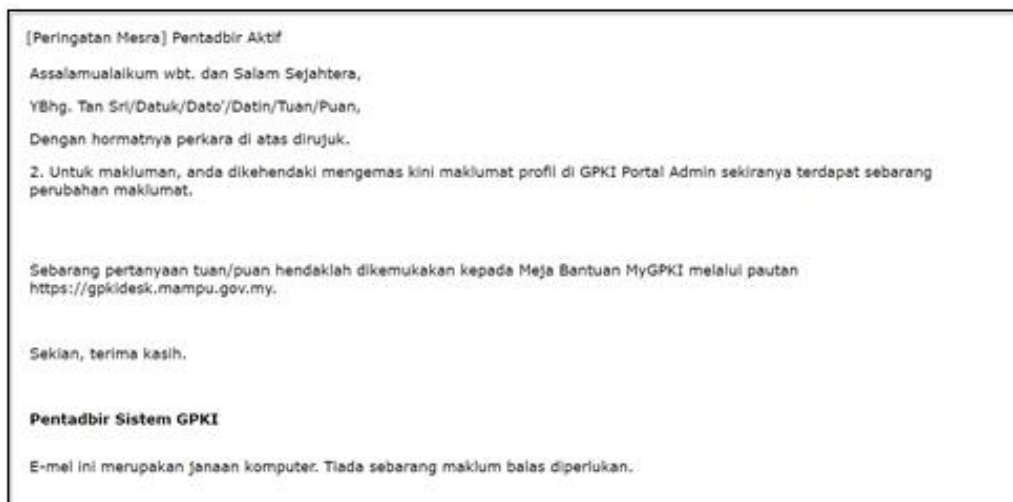 [Peringatan Mesra] Pentadbir Aktif
Assalamualaikum wbt. dan Salam Sejahtera,
YBhg. Tan Sri/Datuk/Dato'/Datin/Tuan/Puan,
Dengan hormatnya perkara di atas dirujuk.
2. Untuk makluman, anda dikehendaki mengemas kini maklumat profil di GPKI Portal Admin sekiranya terdapat sebarang
perubahan maklumat.
Sebarang pertanyaan tuan/puan hendaklah dikemukakan kepada Meja Bantuan MyGPKI melalui pautan
https://gpkidesk.mampu.gov.my.
Sekian, terima kasih.
Pentadbir Sistem GPKI
E-mel ini merupakan janaan komputer. Tiada sebarang maklum balas diperlukan.